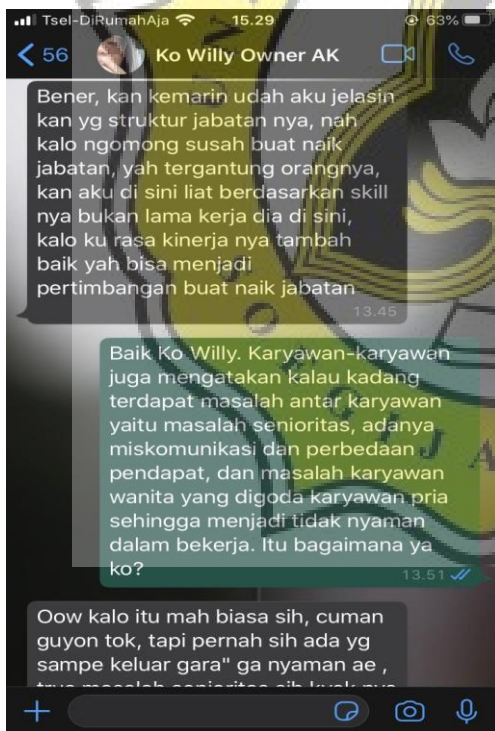 Tsel-DiRumahAja 15.29 63%
56 Ko Willy Owner AK
Bener, kan kemarin udah aku jelasin
kan yg struktur jabatan nya, nah
kalo ngomong susah buat naik
jabatan, yah tergantung orangnya,
kan aku di sini liat berdasarkan skill
nya bukan lama kerja dia di sini,
kalo ku rasa kinerja nya tambah
baik yah bisa menjadi
pertimbangan buat naik jabatan
13.45
Baik Ko Willy. Karyawan-karyawan
juga mengatakan kalau kadang
terdapat masalah antar karyawan
yaitu masalah senioritas, adanya
miskomunikasi dan perbedaan
pendapat, dan masalah karyawan
wanita yang digoda karyawan pria
sehingga menjadi tidak nyaman
dalam bekerja. Itu bagaimana ya
ko?
13.51
Oow kalo itu mah biasa sih, cuman
guyon tok, tapi pernah sih ada yg
sampe keluar gara" ga nyaman ae ,
trus masalah senioritas sih